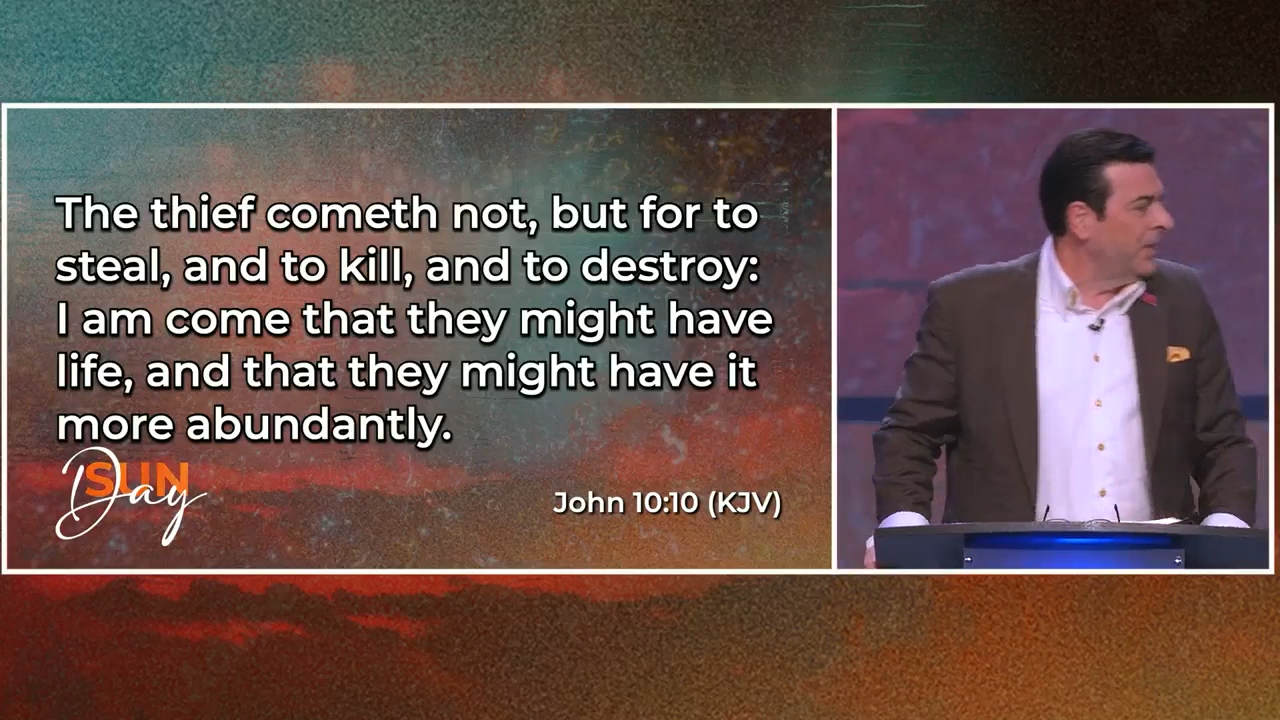 The thief cometh not, but for to
steal, and to kill, and to destroy:
I am come that they might have
life, and that they might have it
more abundantly.
SUN
Day
John 10:10 (KJV)